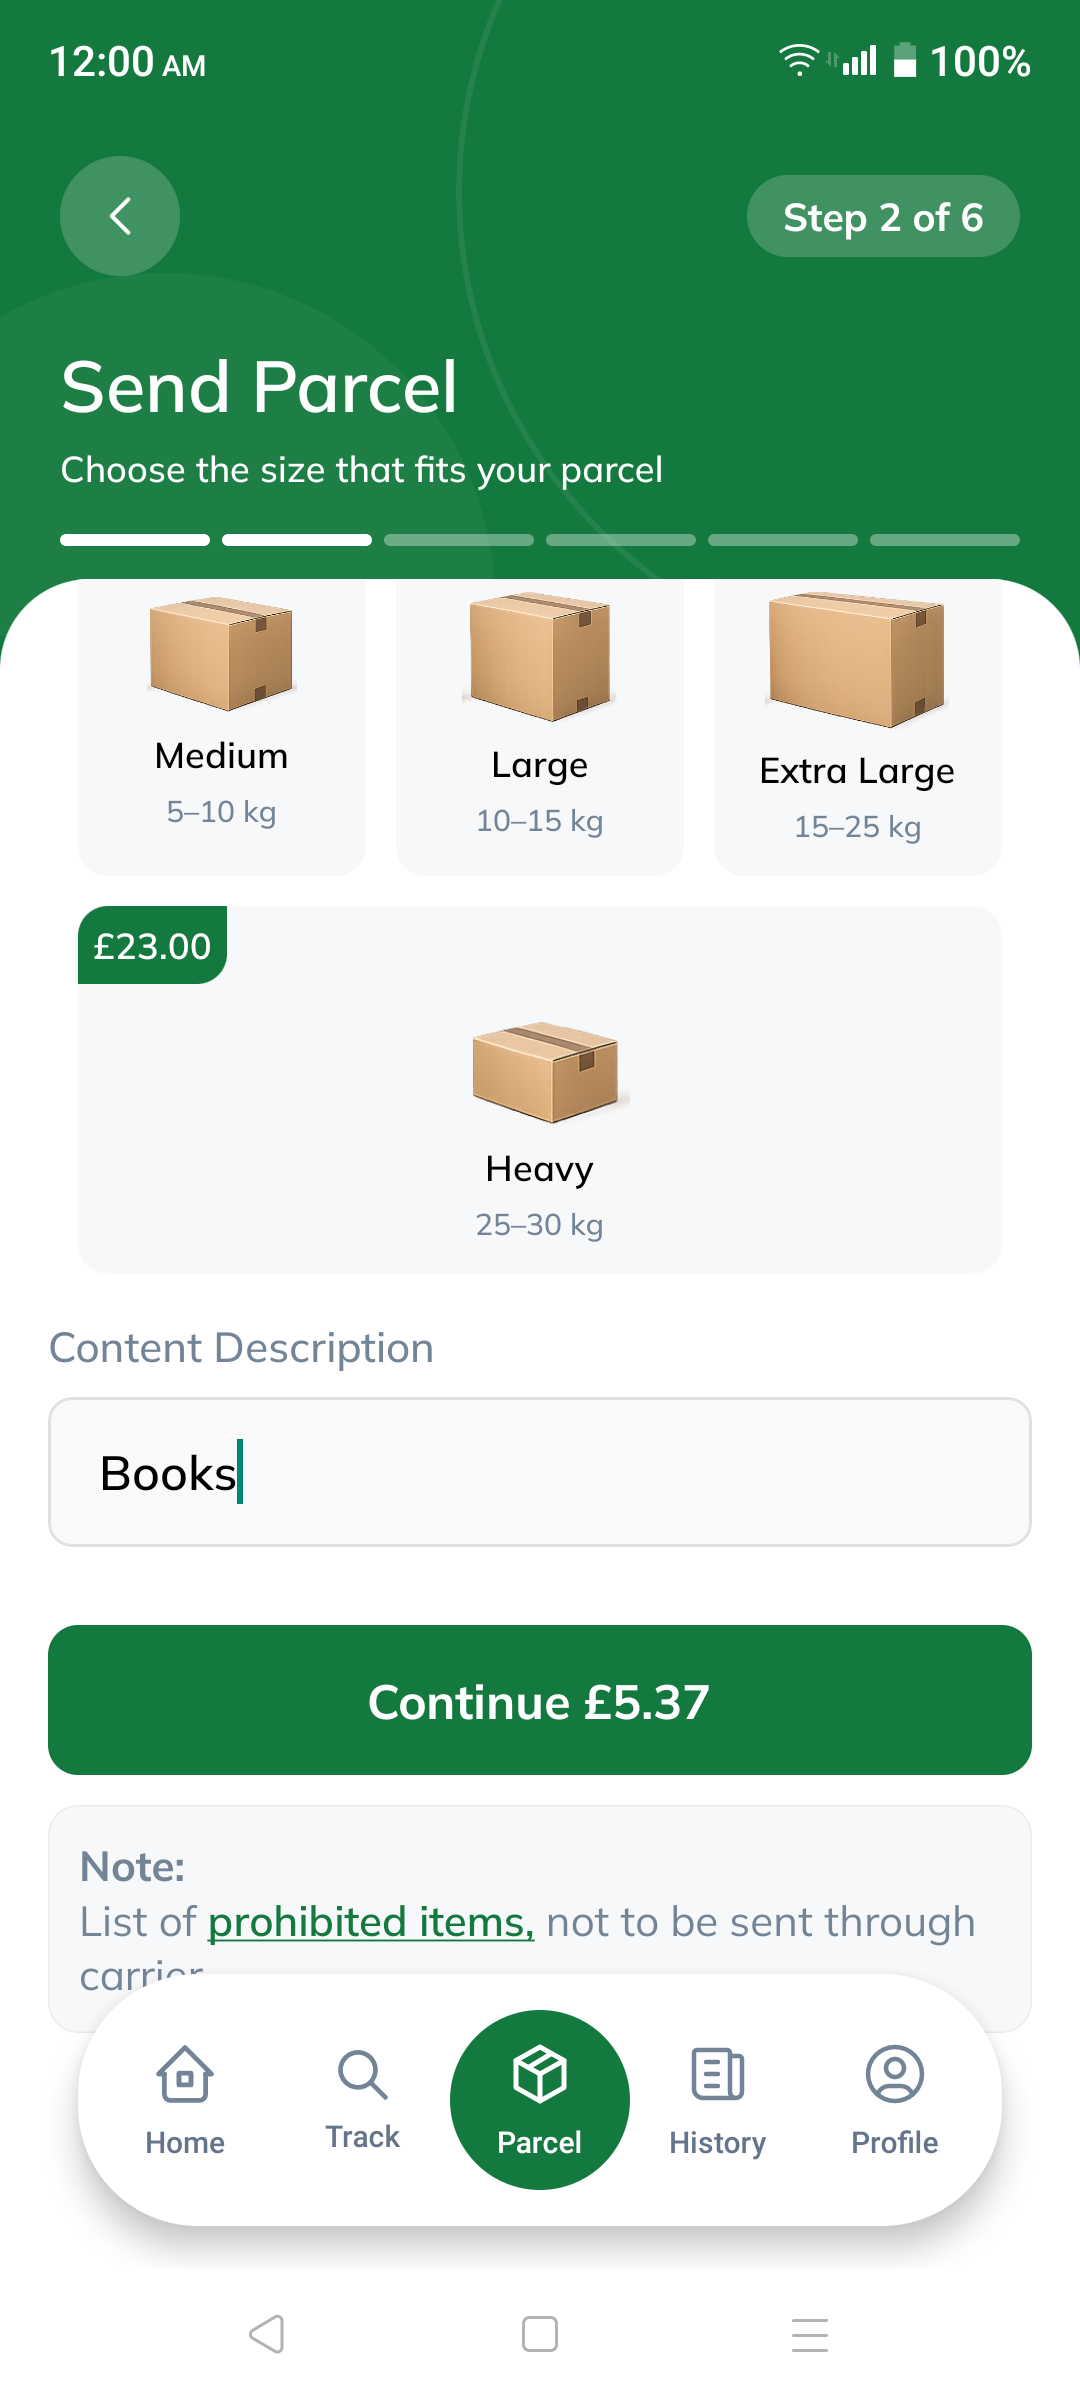 12:00 AM
100%
Step 2 of 6
Send Parcel
Choose the size that fits your parcel
Medium
5–10 kg
Large
10–15 kg
Extra Large
15–25 kg
£23.00
Heavy
25–30 kg
Content Description
Books
Continue £5.37
Note:
List of prohibited items, not to be sent through
carrier
Home
Track
Parcel
History
Profile